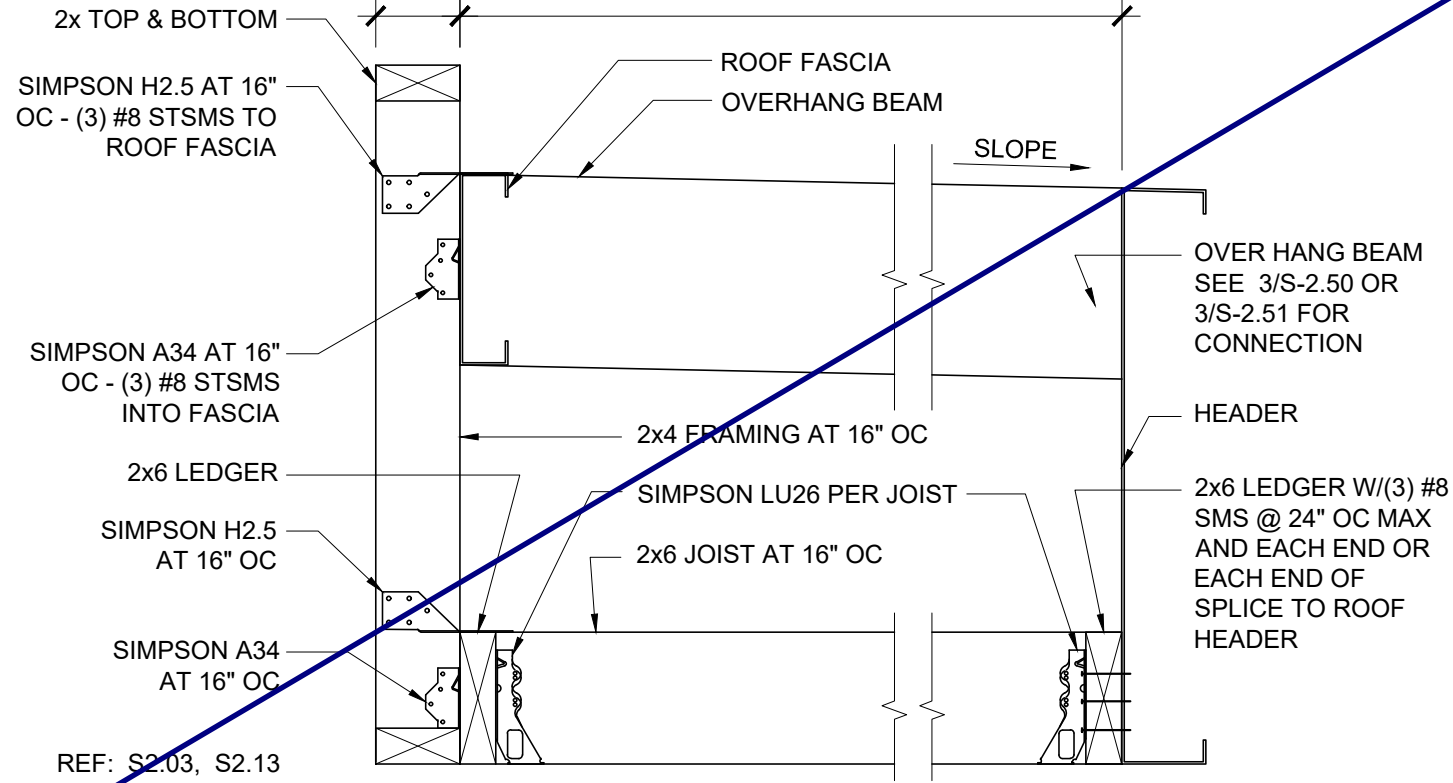 2x TOP & BOTTOM
SIMPSON H2.5 AT 16"
OC - (3) #8 STSMS TO
ROOF FASCIA
SIMPSON A34 AT 16"
OC - (3) #8 STSMS
INTO FASCIA
2x6 LEDGER
SIMPSON H2.5
AT 16" OC
SIMPSON A34
AT 16" OC
REF: S2.03, S2.13
ROOF FASCIA
OVERHANG BEAM
SLOPE
2x4 FRAMING AT 16" OC
SIMPSON LU26 PER JOIST
2x6 JOIST AT 16" OC
OVER HANG BEAM
SEE 3/S-2.50 OR
3/S-2.51 FOR
CONNECTION
HEADER
2x6 LEDGER W/(3) #8
SMS @ 24" OC MAX
AND EACH END OR
EACH END OF
SPLICE TO ROOF
HEADER